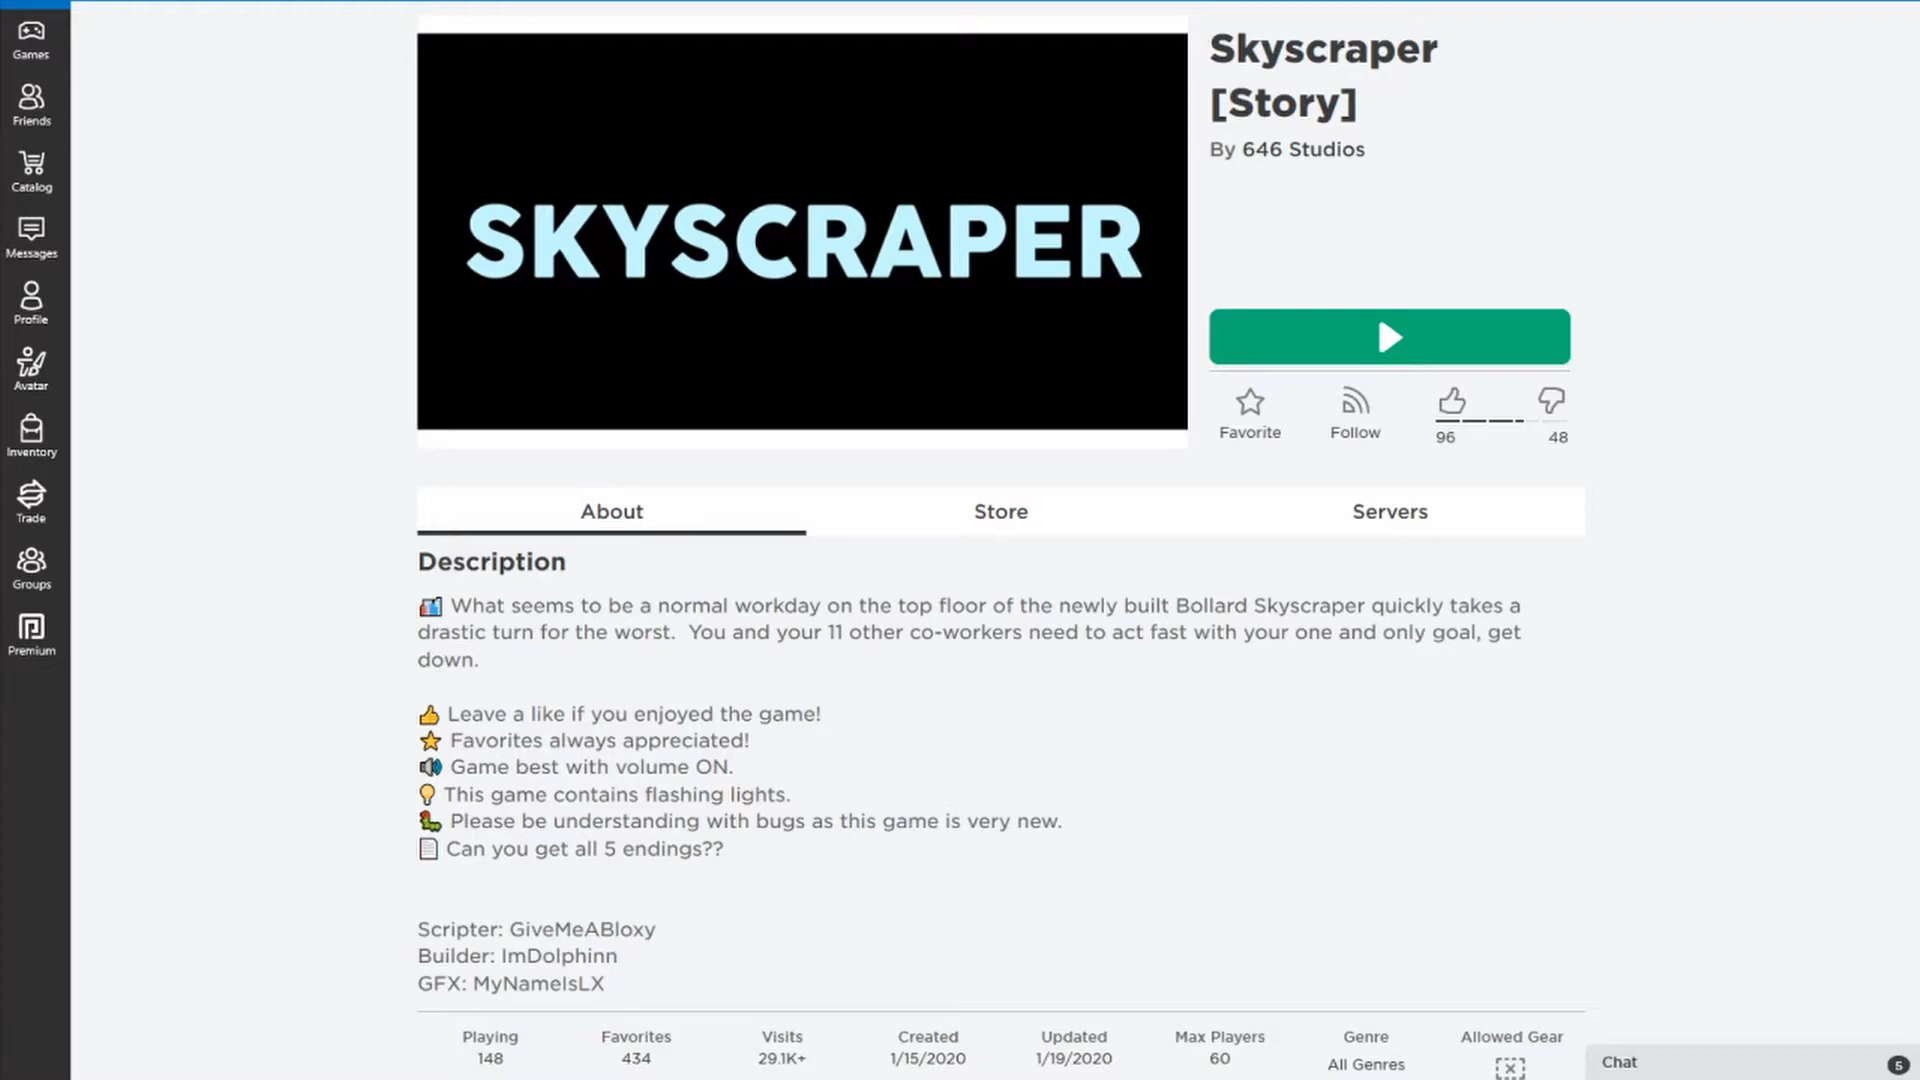 Games
Friends
Catalog
Messages
Profile
Avatar
Inventory
Trade
Groups
Premium
SKYSCRAPER
Skyscraper
[Story]
By 646 Studios
Favorite
Follow
96
48
About
Store
Servers
Description
What seems to be a normal workday on the top floor of the newly built Bollard Skyscraper quickly takes a
drastic turn for the worst. You and your 11 other co-workers need to act fast with your one and only goal, get
down.
Leave a like if you enjoyed the game!
Favorites always appreciated!
Game best with volume ON.
This game contains flashing lights.
Please be understanding with bugs as this game is very new.
Can you get all 5 endings??
Scripter: GiveMeABloxy
Builder: ImDolphinn
GFX: MyNameIsLX
Playing
148
Favorites
434
Visits
29.1K+
Created
1/15/2020
Updated
1/19/2020
Max Players
60
Genre
All Genres
Allowed Gear
Chat
5